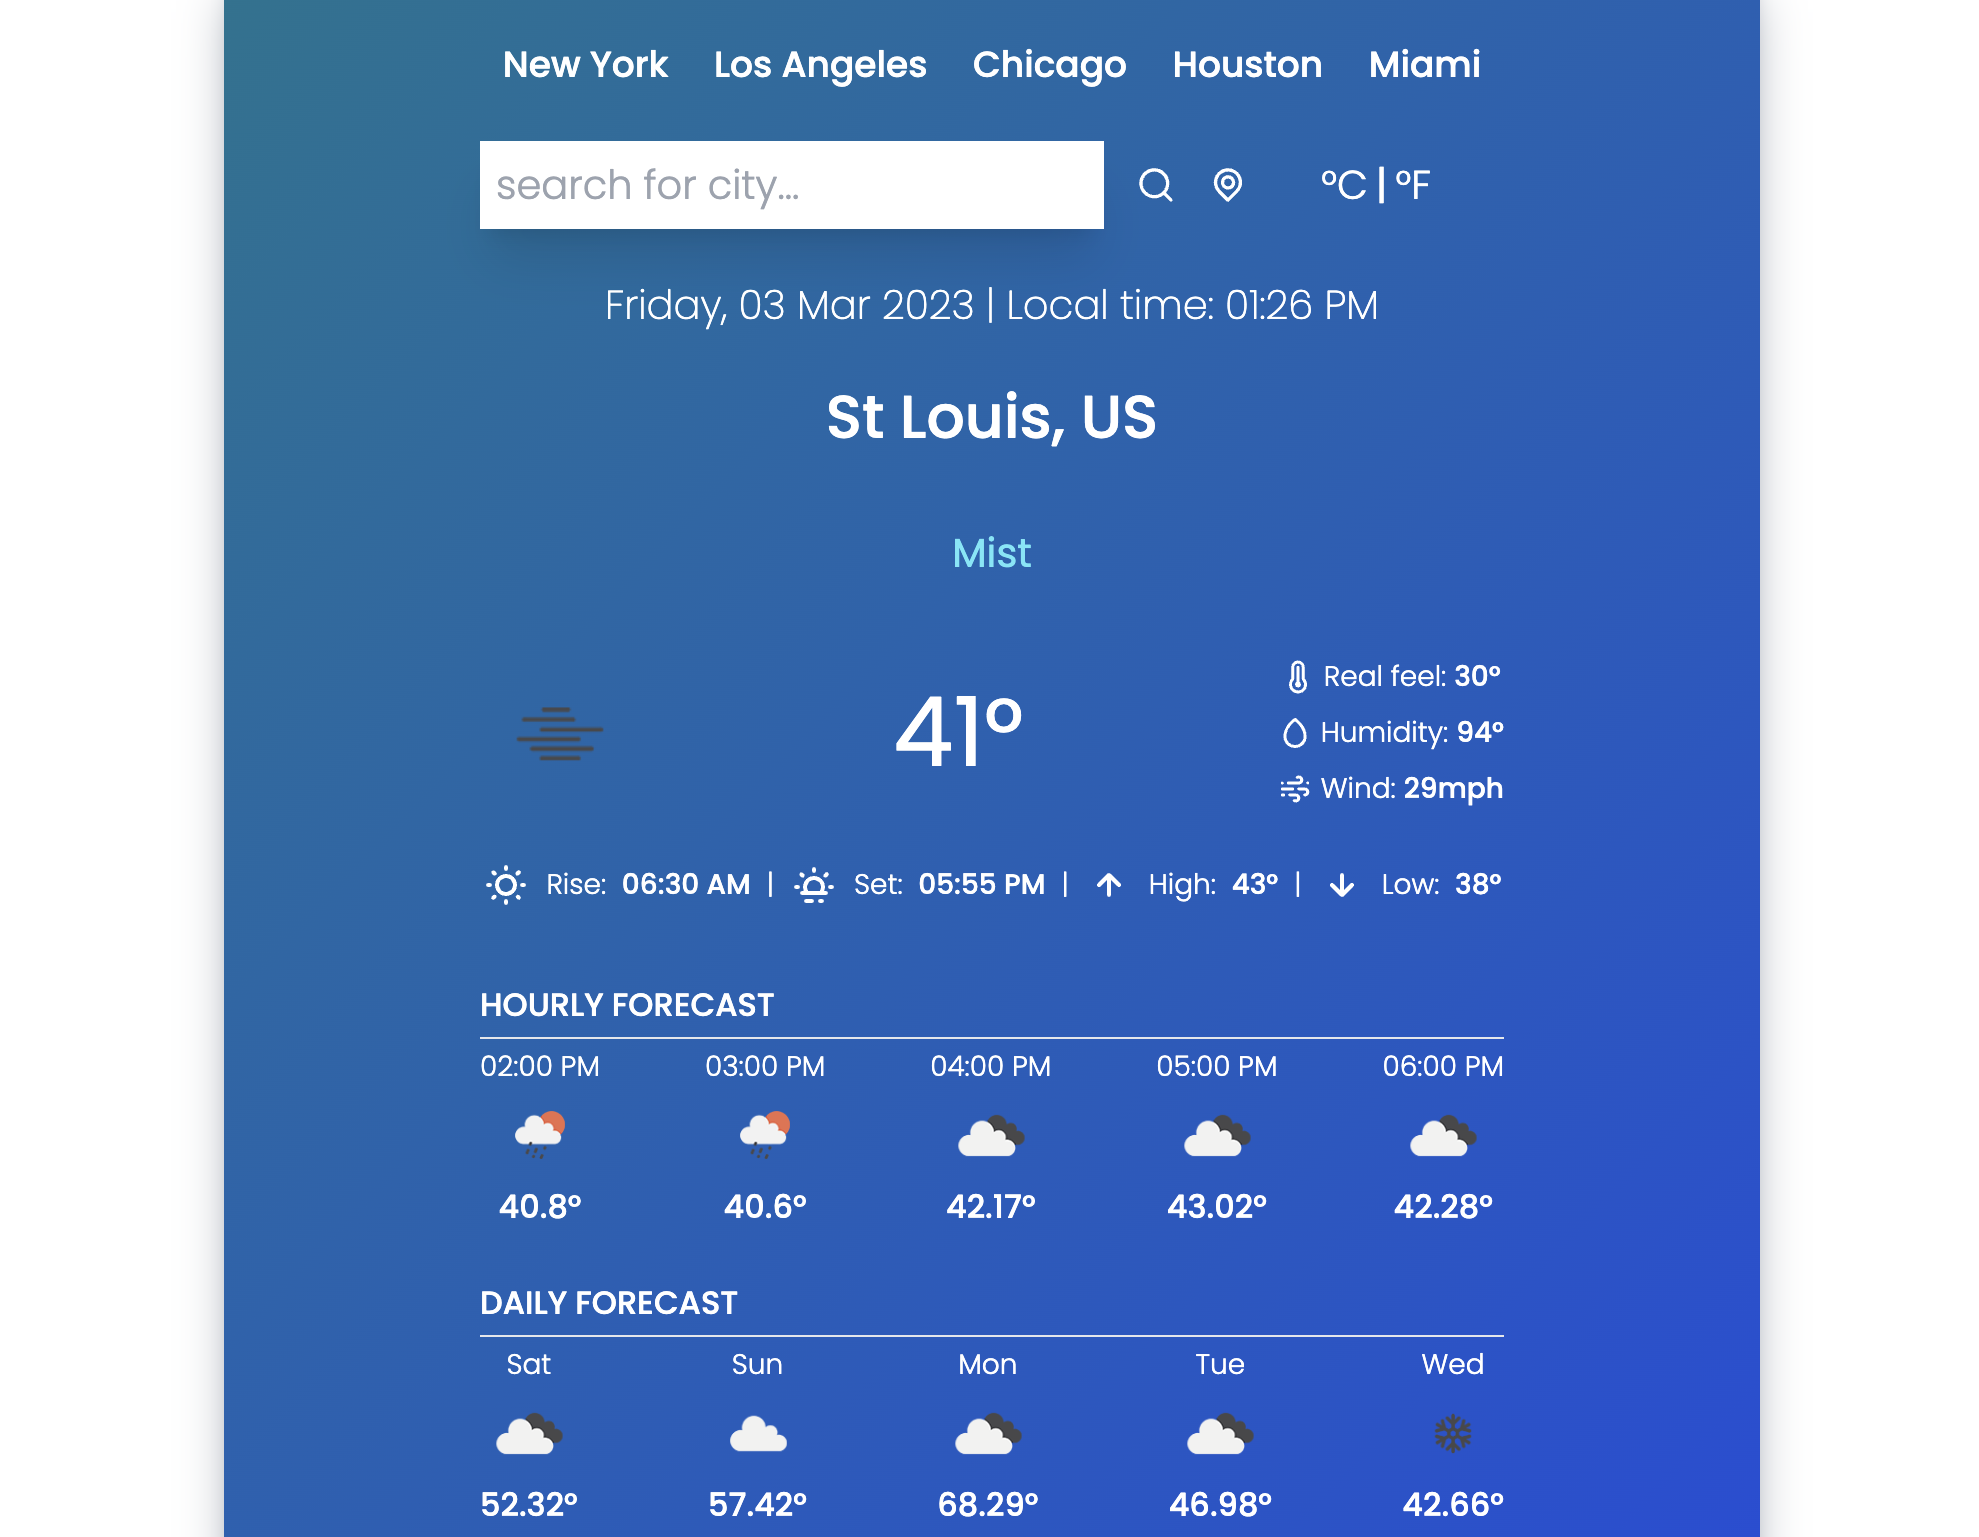 New York Los Angeles Chicago Houston Miami
search for city...
°C | °F
Friday, 03 Mar 2023 | Local time: 01:26 PM
St Louis, US
Mist
41°
Real feel: 30°
Humidity: 94°
Wind: 29mph
Rise: 06:30 AM | Set: 05:55 PM | High: 43° | Low: 38°
HOURLY FORECAST
02:00 PM 03:00 PM 04:00 PM 05:00 PM 06:00 PM
40.8° 40.6° 42.17° 43.02° 42.28°
DAILY FORECAST
Sat Sun Mon Tue Wed
52.32° 57.42° 68.29° 46.98° 42.66°